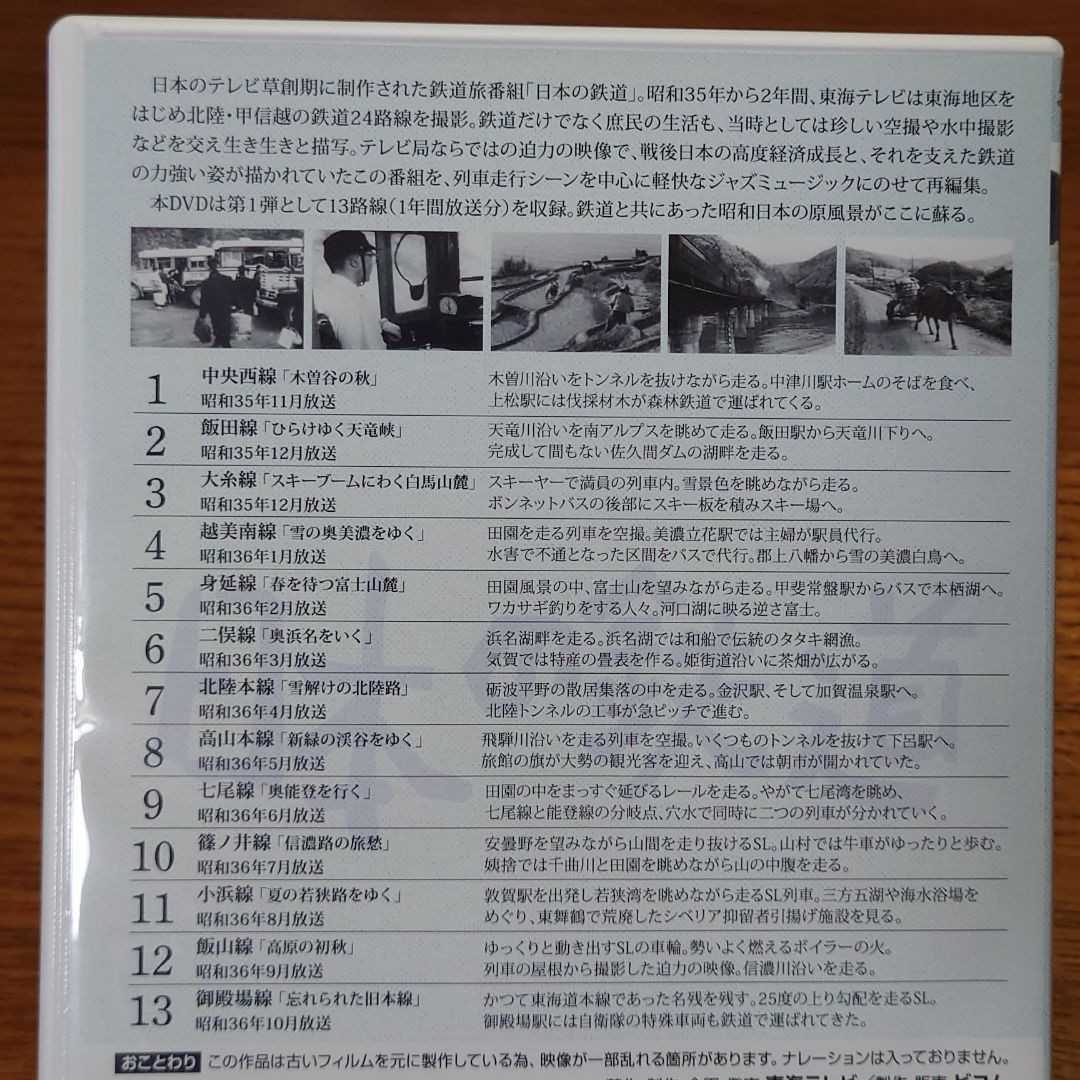 日本のテレビ草創期に制作された鉄道旅番組「日本の鉄道」。昭和35年から2年間、東海テレビは東海地区を
はじめ北陸・甲信越の鉄道24路線を撮影。鉄道だけでなく庶民の生活も、当時としては珍しい空撮や水中撮影
などを交え生き生きと描写。テレビ局ならではの迫力の映像で、戦後日本の高度経済成長と、それを支えた鉄道
の力強い姿が描かれていたこの番組を、列車走行シーンを中心に軽快なジャズミュージックにのせて再編集。
本DVDは第1弾として13路線（1年間放送分）を収録。鉄道と共にあった昭和日本の原風景がここに蘇る。
1 中央西線「木曽谷の秋」 木曽川沿いをトンネルを抜けながら走る。中津川駅ホームのそばを食べ、
昭和35年11月放送 上松駅には伐採材木が森林鉄道で運ばれてくる。
2 飯田線「ひらけゆく天竜峡」 天竜川沿いを南アルプスを眺めて走る。飯田駅から天竜川下りへ。
昭和35年12月放送 完成して間もない佐久間ダムの湖畔を走る。
3 大糸線「スキーブームにわく白馬山麓」 スキーヤーで満員の列車内。雪景色を眺めながら走る。
昭和35年12月放送 ボンネットバスの後部にスキー板を積みスキー場へ。
4 越美南線「雪の奥美濃をゆく」 田園を走る列車を空撮。美濃立花駅では主婦が駅員代行。
昭和36年1月放送 水害で不通となった区間をバスで代行。郡上八幡から雪の美濃白鳥へ。
5 身延線「春を待つ富士山麓」 田園風景の中、富士山を望みながら走る。甲斐常盤駅からバスで本栖湖へ。
昭和36年2月放送 ワカサギ釣りをする人々。河口湖に映る逆さ富士。
6 二俣線「奥浜名をいく」 浜名湖畔を走る。浜名湖では和船で伝統のタタキ網漁。
昭和36年3月放送 気賀では特産の畳表を作る。姫街道沿いに茶畑が広がる。
7 北陸本線「雪解けの北陸路」 砺波平野の散居集落の中を走る。金沢駅、そして加賀温泉駅へ。
昭和36年4月放送 北陸トンネルの工事が急ピッチで進む。
8 高山本線「新緑の渓谷をゆく」 飛騨川沿いを走る列車を空撮。いくつものトンネルを抜けて下呂駅へ。
昭和36年5月放送 旅館の旗が大勢の観光客を迎え、高山では朝市が開かれていた。
9 七尾線「奥能登を行く」 田園の中をまっすぐ延びるレールを走る。やがて七尾湾を眺め、
昭和36年6月放送 七尾線と能登線の分岐点、穴水で同時に二つの列車が分かれていく。
10 篠ノ井線「信濃路の旅愁」 安曇野を望みながら山間を走り抜けるSL。山村では牛車がゆったりと歩む。
昭和36年7月放送 姨捨では千曲川と田園を眺めながら山の中腹を走る。
11 小浜線「夏の若狭路をゆく」 敦賀駅を出発し若狭湾を眺めながら走るSL列車。三方五湖や海水浴場を
昭和36年8月放送 めぐり、東舞鶴で荒廃したシベリア抑留者引揚げ施設を見る。
12 飯山線「高原の初秋」 ゆっくりと動き出すSLの車輪。勢いよく燃えるボイラーの火。
昭和36年9月放送 列車の屋根から撮影した迫力の映像。信濃川沿いを走る。
13 御殿場線「忘れられた旧本線」 かつて東海道本線であった名残を残す。25度の上り勾配を走るSL。
昭和36年10月放送 御殿場駅には自衛隊の特殊車両も鉄道で運ばれてきた。
おことわり この作品は古いフィルムを元に製作している為、映像が一部乱れる箇所があります。ナレーションは入っておりません。